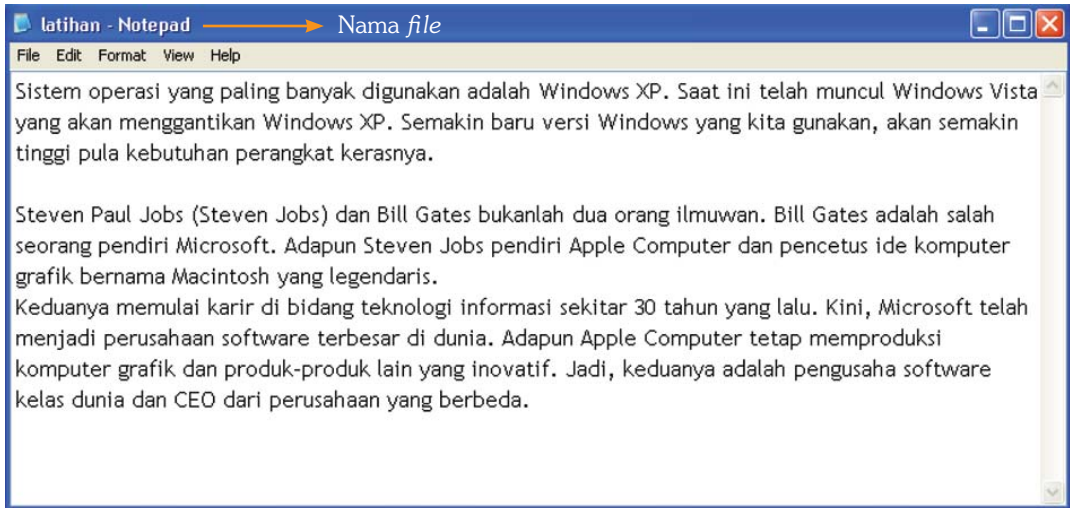 latihan - Notepad Nama file
File Edit Format View Help
Sistem operasi yang paling banyak digunakan adalah Windows XP. Saat ini telah muncul Windows Vista
yang akan menggantikan Windows XP. Semakin baru versi Windows yang kita gunakan, akan semakin
tinggi pula kebutuhan perangkat kerasnya.
Steven Paul Jobs (Steven Jobs) dan Bill Gates bukanlah dua orang ilmuwan. Bill Gates adalah salah
seorang pendiri Microsoft. Adapun Steven Jobs pendiri Apple Computer dan pencetus ide komputer
grafik bernama Macintosh yang legendaris.
Keduanya memulai karir di bidang teknologi informasi sekitar 30 tahun yang lalu. Kini, Microsoft telah
menjadi perusahaan software terbesar di dunia. Adapun Apple Computer tetap memproduksi
komputer grafik dan produk-produk lain yang inovatif. Jadi, keduanya adalah pengusaha software
kelas dunia dan CEO dari perusahaan yang berbeda.